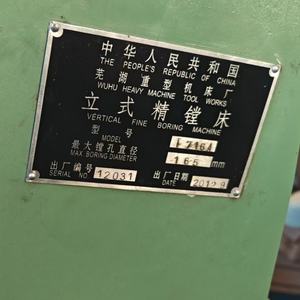 中华人民共和国
THE PEOPLE'S REPUBLIC OF CHINA
芜湖重型机床厂
WUHU HEAVY MACHINE TOOL WORKS
立式精镗床
VERTICAL FINE BORING MACHINE
型号
MODEL
最大镗孔直径 165 mm
MAX. BORING DIAMETER
出厂编号 12031 出厂日期 2012.9
SERIAL NO DATE